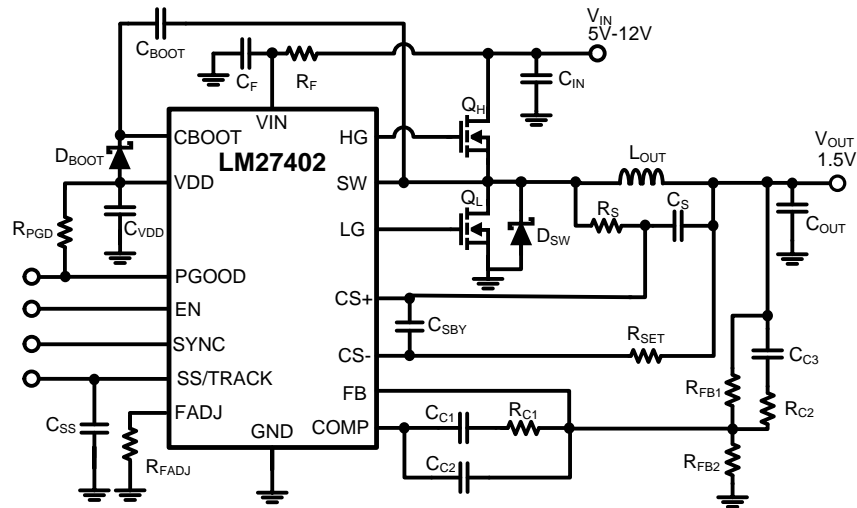 V_IN
5V-12V
C_BOOT
C_F
R_F
C_IN
VIN
Q_H
CBOOT
HG
D_BOOT
LM27402
L_OUT
V_OUT
1.5V
VDD
SW
Q_L
R_S
C_S
R_PGD
C_VDD
LG
D_SW
C_OUT
PGOOD
CS+
EN
C_SBY
R_SET
SYNC
CS-
C_C3
SS/TRACK
FB
R_FB1
C_SS
FADJ
C_C1
R_C1
R_C2
GND
COMP
R_FADJ
C_C2
R_FB2